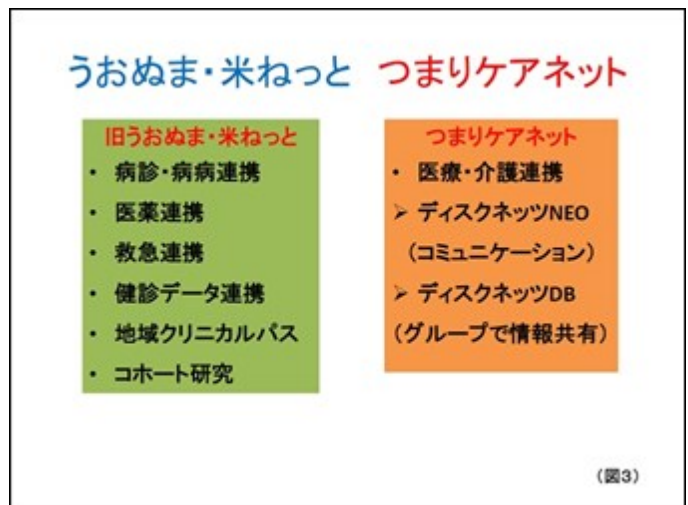 うおぬま・米ねっと つまりケアネット
旧うおぬま・米ねっと
・ 病診・病病連携
・ 医薬連携
・ 救急連携
・ 健診データ連携
・ 地域クリニカルパス
・ コホート研究
つまりケアネット
・ 医療・介護連携
➢ ディスクネッツNEO
（コミュニケーション）
➢ ディスクネッツDB
（グループで情報共有）
（図3）